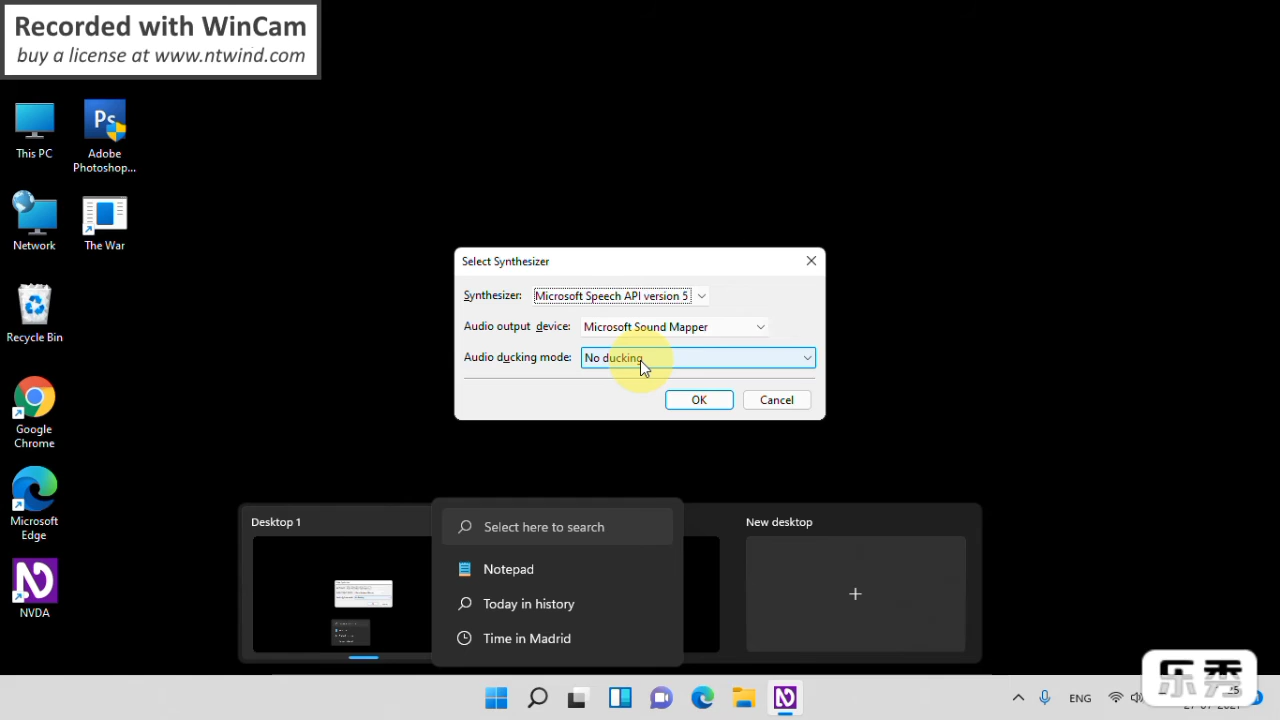 Recorded with WinCam
buy a license at www.ntwind.com
This PC
Ps
Adobe
Photoshop...
Network
The War
Recycle Bin
Google
Chrome
Microsoft
Edge
NVDA
Select Synthesizer
Synthesizer: Microsoft Speech API version 5
Audio output device: Microsoft Sound Mapper
Audio ducking mode: No ducking
OK
Cancel
Desktop 1
New desktop
Select here to search
Notepad
Today in history
Time in Madrid
ENG
乐秀